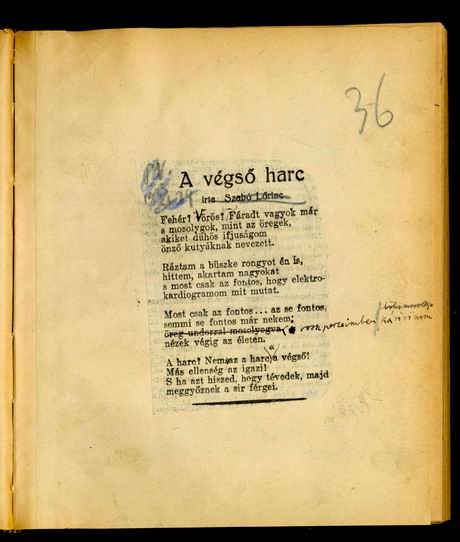 36
A végső harc
irta: Szabó Lőrinc
Fehér? Vörös? Fáradt vagyok már
s mosolygok, mint az öregek,
akiket dühös ifjuságom
önző kutyáknak nevezett.
Ráztam a büszke rongyot én is,
hittem, akartam nagyokat
s most csak az fontos, hogy elektro-
kardiogramom mit mutat.
Most csak az fontos... az se fontos,
semmi se fontos már nekem;
öreg undorral mosolyogva
nézek végig az életen.
A harc? Nem az a harc a végső!
Más ellenség az igazi!
S ha azt hiszed, hogy tévedek, majd
meggyőznek a sir férgei.